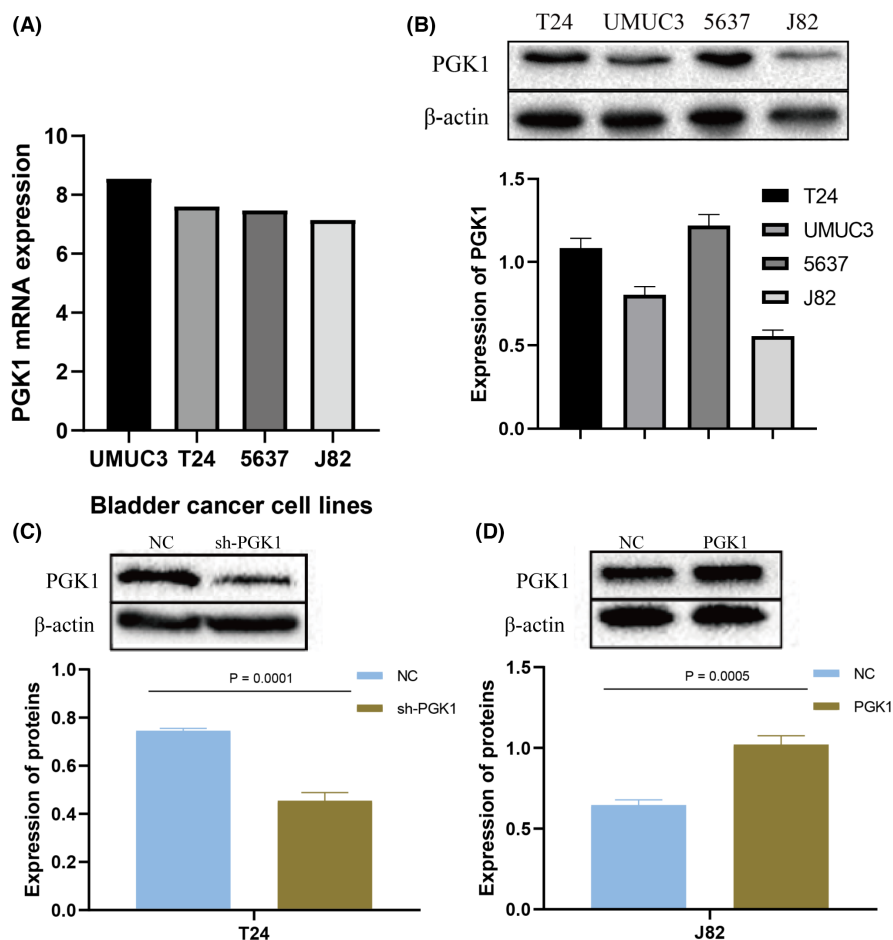 (A)
PGK1 mRNA expression
10
8
6
4
2
0
UMUC3 T24 5637 J82
Bladder cancer cell lines
(B)
T24 UMUC3 5637 J82
PGK1
β-actin
Expression of PGK1
1.5
1.0
0.5
0.0
T24
UMUC3
5637
J82
(C)
NC sh-PGK1
PGK1
β-actin
Expression of proteins
1.0
0.8
0.6
0.4
0.2
0.0
P = 0.0001
NC
sh-PGK1
T24
(D)
NC PGK1
PGK1
β-actin
Expression of proteins
1.5
1.0
0.5
0.0
P = 0.0005
NC
PGK1
J82